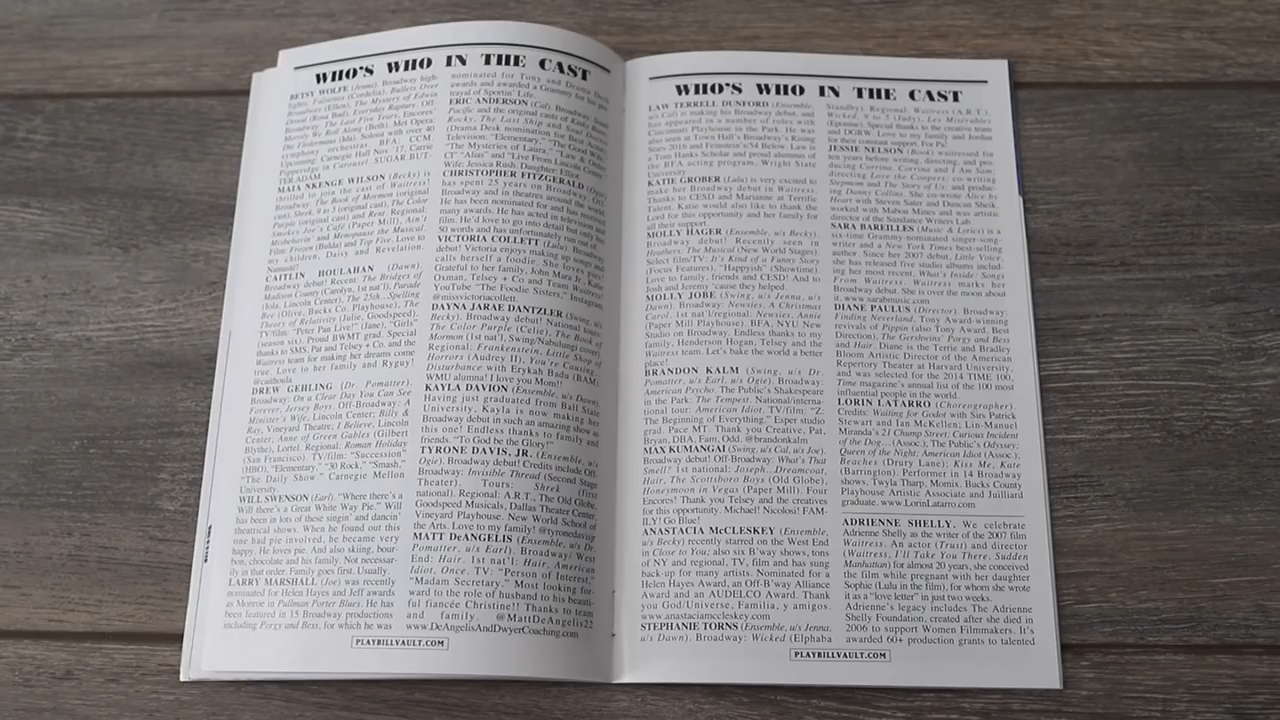 WHO'S WHO IN THE CAST
BETSY WOLFE (Jenna). Broadway high-
lights: Falsettos (Cordelia), Bullets Over
Broadway (Ellen), The Mystery of Edwin
Drood (Rosa Bud), Everyday Rapture. Off-
Broadway: The Last Five Years, Encores'
Merrily We Roll Along (Beth). Met Opera:
Die Fledermaus (Ida). Soloist with over 40
symphony orchestras. BFA: CCM.
Upcoming: Carnegie Hall Nov '17, Carrie
Pipperidge in Carousel. SUGAR.BUT-
TER.ADAM.
MAIA NKENGE WILSON (Becky) is
thrilled to join the cast of Waitress!
Broadway: The Book of Mormon (original
cast), Shrek, 9 to 5 (original cast), The Color
Purple (original cast) and Rent. Regional:
Smokey Joe's Café (Paper Mill), Ain't
Misbehavin' and Menopause the Musical.
Film: Frozen (Bulda) and Top Five. Love to
my children, Daisy and Revelation.
Namasté!
CAITLIN HOULAHAN (Dawn).
Broadway debut! Recent: The Bridges of
Madison County (Carolyn, 1st nat'l), Parade
(Iola, Lincoln Center), The 25th...Spelling
Bee (Olive, Bucks Co. Playhouse), The
Theory of Relativity (Julie, Goodspeed).
TV/film: "Peter Pan Live!" (Jane), "Girls"
(season six). Proud BWMT grad. Special
thanks to SMS, Pat and Telsey + Co. and the
Waitress team for making her dreams come
true. Love to her family and Ryguy!
@caithoula
DREW GEHLING (Dr. Pomatter).
Broadway: On a Clear Day You Can See
Forever, Jersey Boys. Off-Broadway: A
Minister's Wife, Lincoln Center; Billy &
Ray, Vineyard Theatre; I Believe, Lincoln
Center; Anne of Green Gables (Gilbert
Blythe), Lortel. Regional: Roman Holiday
(San Francisco). TV/film: "Succession"
(HBO), "Elementary," "30 Rock," "Smash,"
"The Daily Show." Carnegie Mellon
University.
WILL SWENSON (Earl). "Where there's a
Will there's a Great White Pay Pie." Will
has been in lots of these singin' and dancin'
theatrical shows. When he found out this
one had pie involved, he became very
happy. He loves pie. And also skiing, bour-
bon, chocolate and his family. Not necessar-
ily in that order. Family goes first. Usually.
LARRY MARSHALL (Joe) was recently
nominated for Helen Hayes and Jeff awards
as Monroe in Pullman Porter Blues. He has
been featured in 15 Broadway productions
including Porgy and Bess, for which he was
nominated for Tony and Drama Desk
awards and awarded a Grammy for his por-
trayal of Sportin' Life.
ERIC ANDERSON (Cal). Broadway: South
Pacific and the original casts of Kinky Boots,
Rocky, The Last Ship and Soul Doctor
(Drama Desk nomination for Best Actor).
Television: "Elementary," "The Good Wife,"
"The Mysteries of Laura," "Law & Order:
CI" "Alias" and "Live From Lincoln Center."
Wife: Jessica Rush. Daughter: Elliot.
CHRISTOPHER FITZGERALD (Ogie)
has spent 25 years on Broadway, Off-
Broadway and in theatres around the world.
He has been nominated for and has received
many awards. He has acted in television and
film. He'd love to go into detail but only has
50 words and has unfortunately run out of
VICTORIA COLLETT (Lulu). Broadway
debut! Victoria enjoys making up songs and
calls herself a foodie. She loves pies!
Grateful to her family, John Mara Jr., Katie
Oxman, Telsey + Co and Team Waitress!
YouTube "The Foodie Sisters," Instagram
@missvictoriacollett.
DAYNA JARAE DANTZLER (Swing, u/s
Becky). Broadway debut! National tours:
The Color Purple (Celie), The Book of
Mormon (1st nat'l, Swing/Nabulungi cover).
Regional: Frankenstein, Little Shop of
Horrors (Audrey II), You're Causing...
Disturbance with Erykah Badu (BAM).
WMU alumna! I love you Mom!!
KAYLA DAVION (Ensemble, u/s Dawn).
Having just graduated from Ball State
University, Kayla is now making her
Broadway debut in such an amazing show as
this one! Endless thanks to family and
friends. "To God be the Glory!"
TYRONE DAVIS, JR. (Ensemble, u/s
Ogie). Broadway debut! Credits include Off-
Broadway: Invisible Thread (Second Stage
Theater). Tours: Shrek (first
national). Regional: A.R.T., The Old Globe,
Goodspeed Musicals, Dallas Theater Center,
Vineyard Playhouse. New World School of
the Arts. Love to my family! @tyronedavisjr
MATT DeANGELIS (Ensemble, u/s Dr.
Pomatter, u/s Earl). Broadway/ West
End: Hair. 1st nat'l: Hair, American
Idiot, Once. TV: "Person of Interest,"
"Madam Secretary." Most looking for-
ward to the role of husband to his beauti-
ful fiancée Christine!! Thanks to team
and family. @MattDeAngelis22
www.DeAngelisAndDwyerCoaching.com
PLAYBILLVAULT.COM
WHO'S WHO IN THE CAST
LAW TERRELL DUNFORD (Ensemble,
u/s Cal) is making his Broadway debut, and
has appeared in a number of roles with
Cincinnati Playhouse in the Park. He was
also seen at Town Hall's Broadway's Rising
Stars 2016 and Feinstein's/54 Below. Law is
a Tom Hanks Scholar and proud alumnus of
the BFA acting program, Wright State
University.
KATIE GROBER (Lulu) is very excited to
make her Broadway debut in Waitress.
Thanks to CESD and Marianne at Terrific
Talent. Katie would also like to thank the
Lord for this opportunity and her family for
all their support.
MOLLY HAGER (Ensemble, u/s Becky).
Broadway debut! Recently seen in
Heathers: The Musical (New World Stages).
Select film/TV: It's Kind of a Funny Story
(Focus Features), "Happyish" (Showtime).
Love to family, friends and CESD! And to
Josh and Jeremy 'cause they helped.
MOLLY JOBE (Swing, u/s Jenna, u/s
Dawn). Broadway: Newsies, A Christmas
Carol. 1st nat'l/regional: Newsies, Annie
(Paper Mill Playhouse). BFA, NYU New
Studio on Broadway. Endless thanks to my
family, Henderson Hogan, Telsey and the
Waitress team. Let's bake the world a better
place!
BRANDON KALM (Swing, u/s Dr.
Pomatter, u/s Earl, u/s Ogie). Broadway:
American Psycho. The Public's Shakespeare
in the Park: The Tempest. National/interna-
tional tour: American Idiot. TV/film: "Z:
The Beginning of Everything." Esper studio
grad. Pace MT. Thank you Creative, Pat,
Bryan, DBA, Fam, Odd. @brandonkalm
MAX KUMANGAI (Swing, u/s Cal, u/s Joe).
Broadway debut! Off-Broadway: What's That
Smell? 1st national: Joseph...Dreamcoat,
Hair, The Scottsboro Boys (Old Globe),
Honeymoon in Vegas (Paper Mill). Four
Encores! Thank you Telsey and the creatives
for this opportunity. Michael! Nicolosi! FAM-
ILY! Go Blue!
ANASTACIA McCLESKEY (Ensemble,
u/s Becky) recently starred on the West End
in Close to You; also six B'way shows, tons
of NY and regional, TV, film and has sung
back-up for many artists. Nominated for a
Helen Hayes Award, an Off-B'way Alliance
Award and an AUDELCO Award. Thank
you God/Universe, Familia, y amigos.
www.anastaciamccleskey.com
STEPHANIE TORNS (Ensemble, u/s Jenna,
u/s Dawn). Broadway: Wicked (Elphaba
Standby). Regional: Waitress (A.R.T.),
Wicked, 9 to 5 (Judy), Les Misérables
(Eponine). Special thanks to the creative team
and DGRW. Love to my family and Jordan
for their constant support. For Pa!
JESSIE NELSON (Book) waitressed for
ten years before writing, directing, and pro-
ducing Corrina, Corrina and I Am Sam;
directing Love the Coopers; co-writing
Stepmom and The Story of Us; and produc-
ing Danny Collins. She co-wrote Alice by
Heart with Steven Sater and Duncan Sheik,
worked with Mabou Mines and was artistic
director of the Sundance Writers Lab.
SARA BAREILLES (Music & Lyrics) is a
six-time Grammy-nominated singer-song-
writer and a New York Times best-selling
author. Since her 2007 debut, Little Voice,
she has released five studio albums includ-
ing her most recent, What's Inside: Songs
From Waitress. Waitress marks her
Broadway debut. She is over the moon about
it. www.sarabmusic.com
DIANE PAULUS (Director). Broadway:
Finding Neverland, Tony Award-winning
revivals of Pippin (also Tony Award, Best
Direction), The Gershwins' Porgy and Bess
and Hair. Diane is the Terrie and Bradley
Bloom Artistic Director of the American
Repertory Theater at Harvard University,
and was selected for the 2014 TIME 100,
Time magazine's annual list of the 100 most
influential people in the world.
LORIN LATARRO (Choreographer).
Credits: Waiting for Godot with Sirs Patrick
Stewart and Ian McKellen; Lin-Manuel
Miranda's 21 Chump Street; Curious Incident
of the Dog... (Assoc.); The Public's Odyssey;
Queen of the Night; American Idiot (Assoc.);
Beaches (Drury Lane); Kiss Me, Kate
(Barrington). Performer in 14 Broadway
shows, Twyla Tharp, Momix. Bucks County
Playhouse Artistic Associate and Juilliard
graduate. www.LorinLatarro.com
ADRIENNE SHELLY. We celebrate
Adrienne Shelly as the writer of the 2007 film
Waitress. An actor (Trust) and director
(Waitress, I'll Take You There, Sudden
Manhattan) for almost 20 years, she conceived
the film while pregnant with her daughter
Sophie (Lulu in the film), for whom she wrote
it as a "love letter" in just two weeks.
Adrienne's legacy includes The Adrienne
Shelly Foundation, created after she died in
2006 to support Women Filmmakers. It's
awarded 60+ production grants to talented
PLAYBILLVAULT.COM